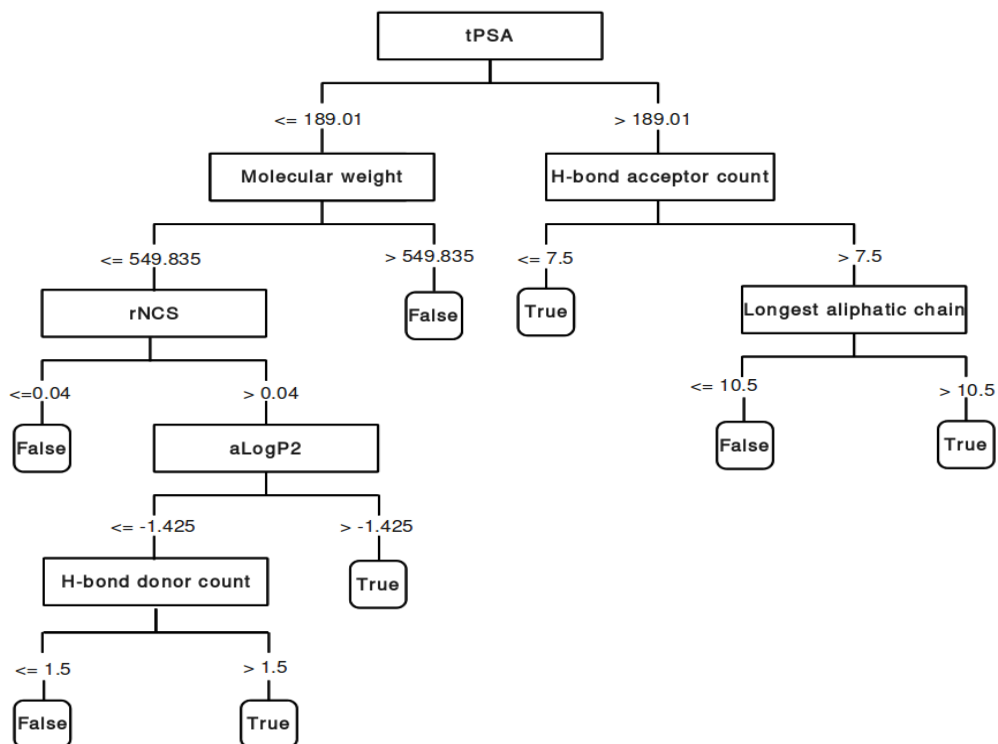 tPSA
<= 189.01
> 189.01
Molecular weight
H-bond acceptor count
<= 549.835
> 549.835
<= 7.5
> 7.5
rNCS
False
True
Longest aliphatic chain
<=0.04
> 0.04
<= 10.5
> 10.5
False
aLogP2
False
True
<= -1.425
> -1.425
H-bond donor count
True
<= 1.5
> 1.5
False
True